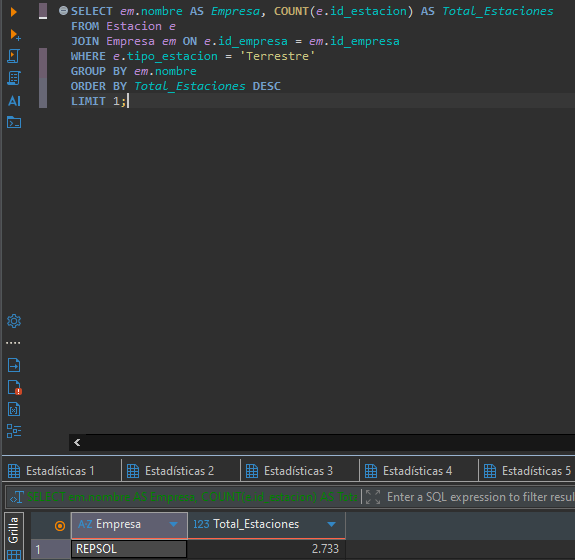 SELECT em.nombre AS Empresa, COUNT(e.id_estacion) AS Total_Estaciones
FROM Estacion e
JOIN Empresa em ON e.id_empresa = em.id_empresa
WHERE e.tipo_estacion = 'Terrestre'
GROUP BY em.nombre
ORDER BY Total_Estaciones DESC
LIMIT 1;
AI
Estadísticas 1 Estadísticas 2 Estadísticas 3 Estadísticas 4 Estadísticas 5
SELECT em.nombre AS Empresa, COUNT(e.id_estacion) AS Tota Enter a SQL expression to filter resul
Grilla
A-Z Empresa 123 Total_Estaciones
1 REPSOL 2.733